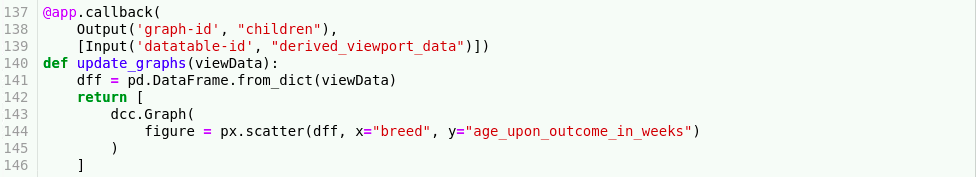 137 @app.callback(
138     Output('graph-id', "children"),
139     [Input('datatable-id', "derived_viewport_data")])
140 def update_graphs(viewData):
141     dff = pd.DataFrame.from_dict(viewData)
142     return [
143         dcc.Graph(
144             figure = px.scatter(dff, x="breed", y="age_upon_outcome_in_weeks")
145         )
146     ]